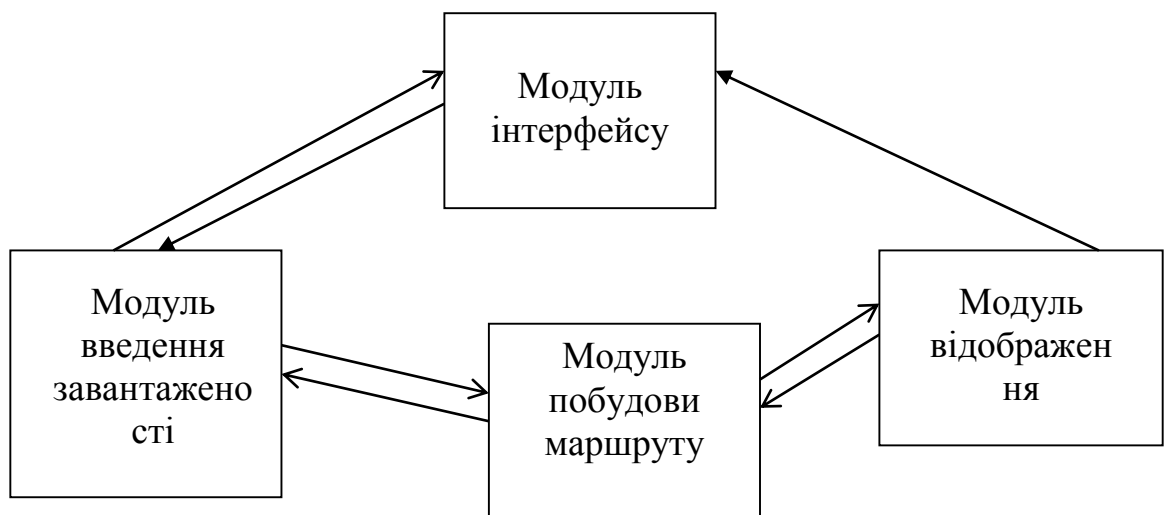 Модуль
інтерфейсу
Модуль
введення
завантажено
сті
Модуль
побудови
маршруту
Модуль
відображен
ня